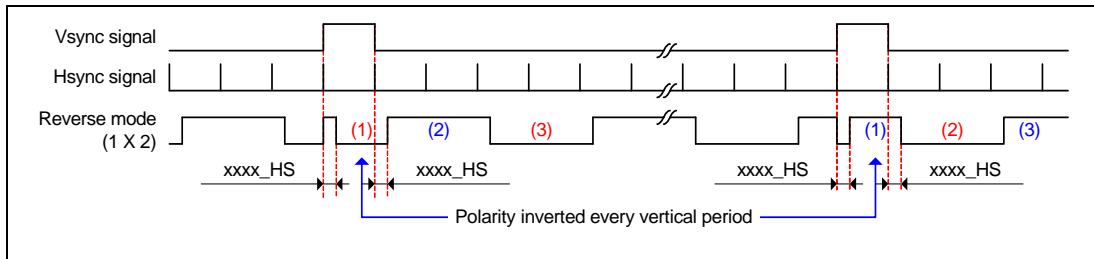 Vsync signal
Hsync signal
Reverse mode
(1 X 2)
(1) (2) (3) (1) (2) (3)
xxxx_HS xxxx_HS xxxx_HS xxxx_HS
Polarity inverted every vertical period